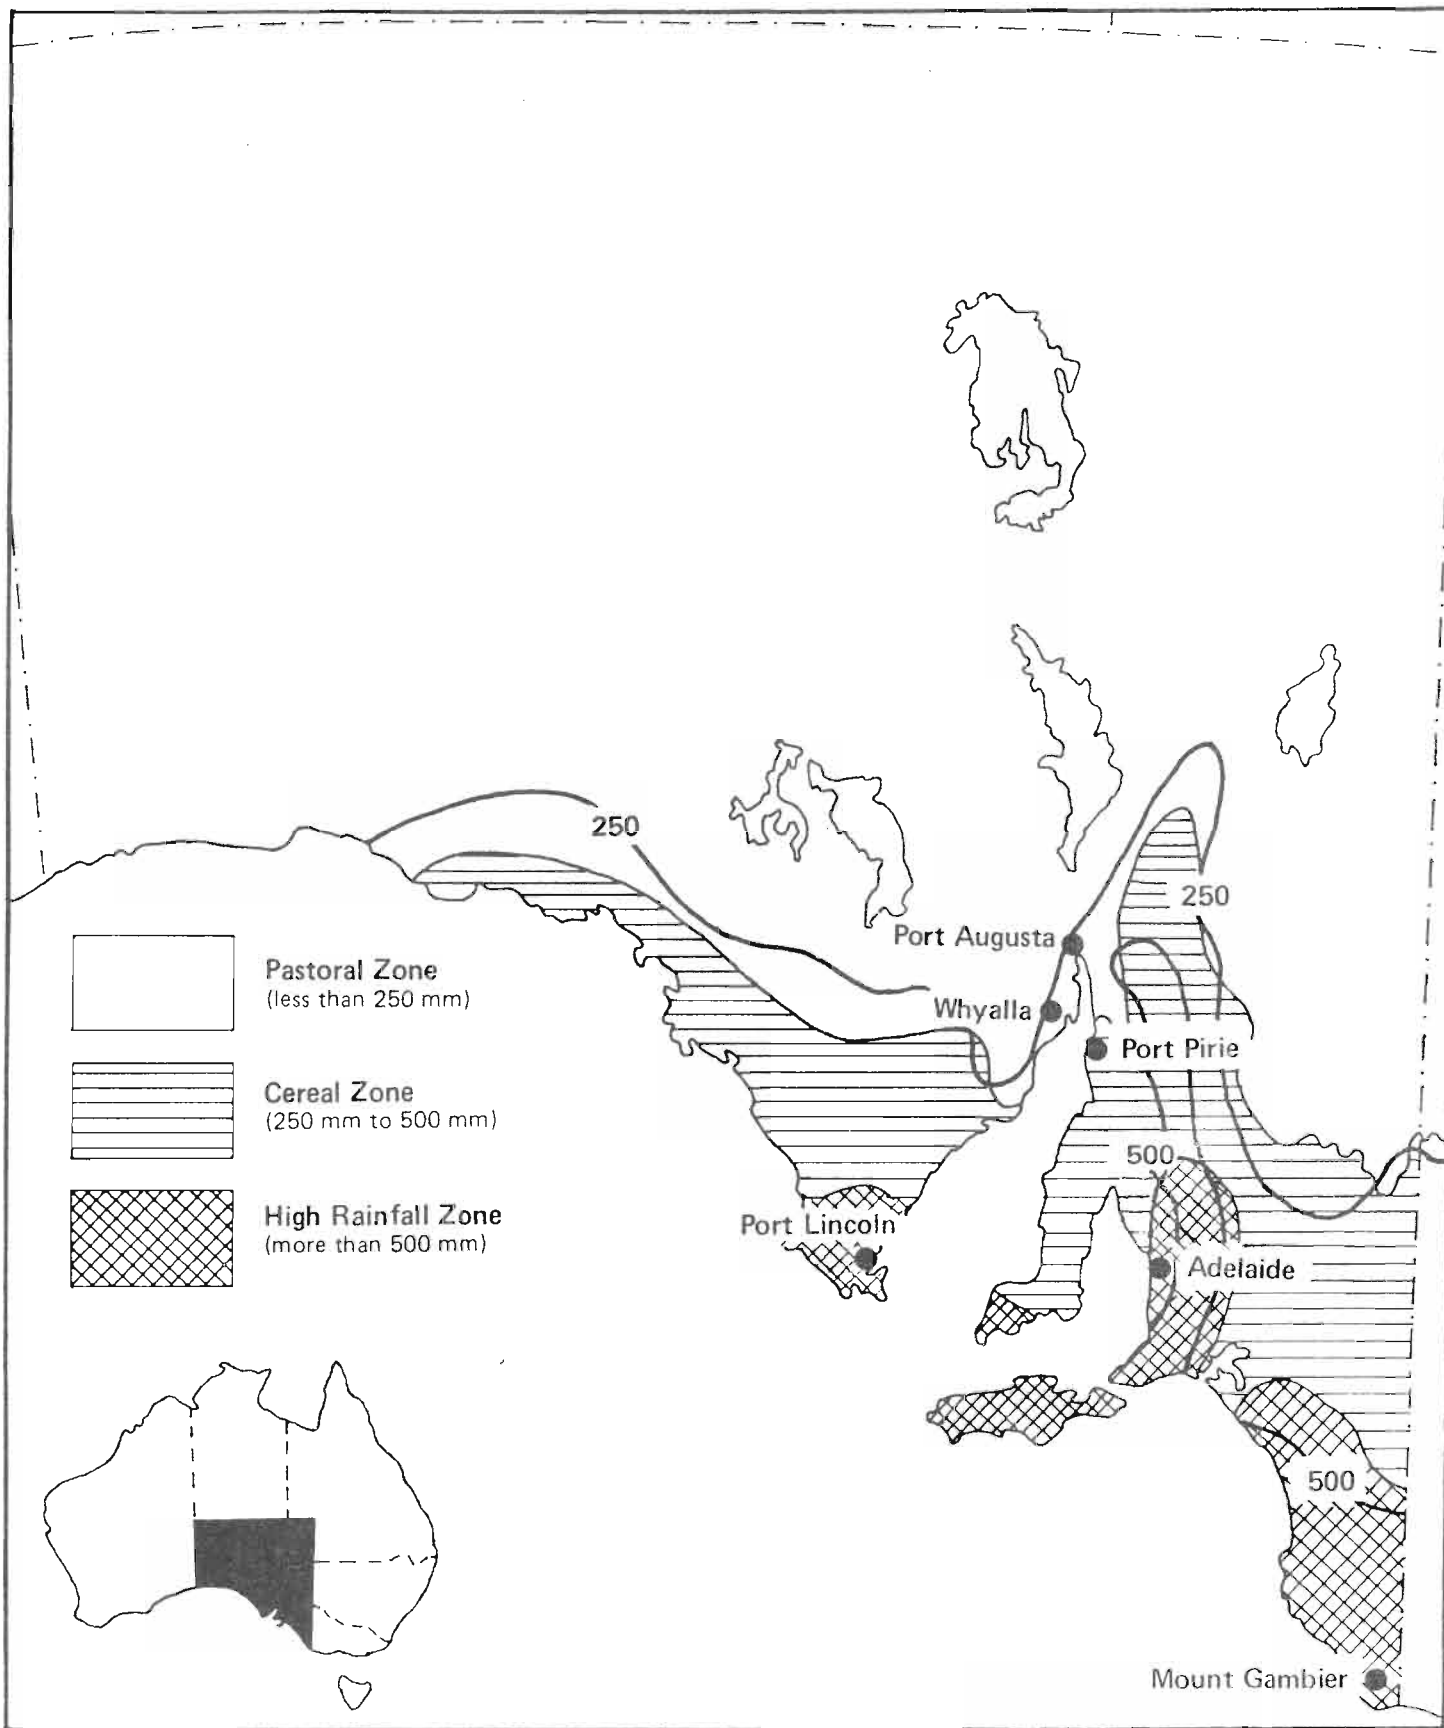 250
250
Port Augusta
Whyalla
Port Pirie
Pastoral Zone
(less than 250 mm)
Cereal Zone
(250 mm to 500 mm)
500
High Rainfall Zone
(more than 500 mm)
Port Lincoln
Adelaide
500
Mount Gambier